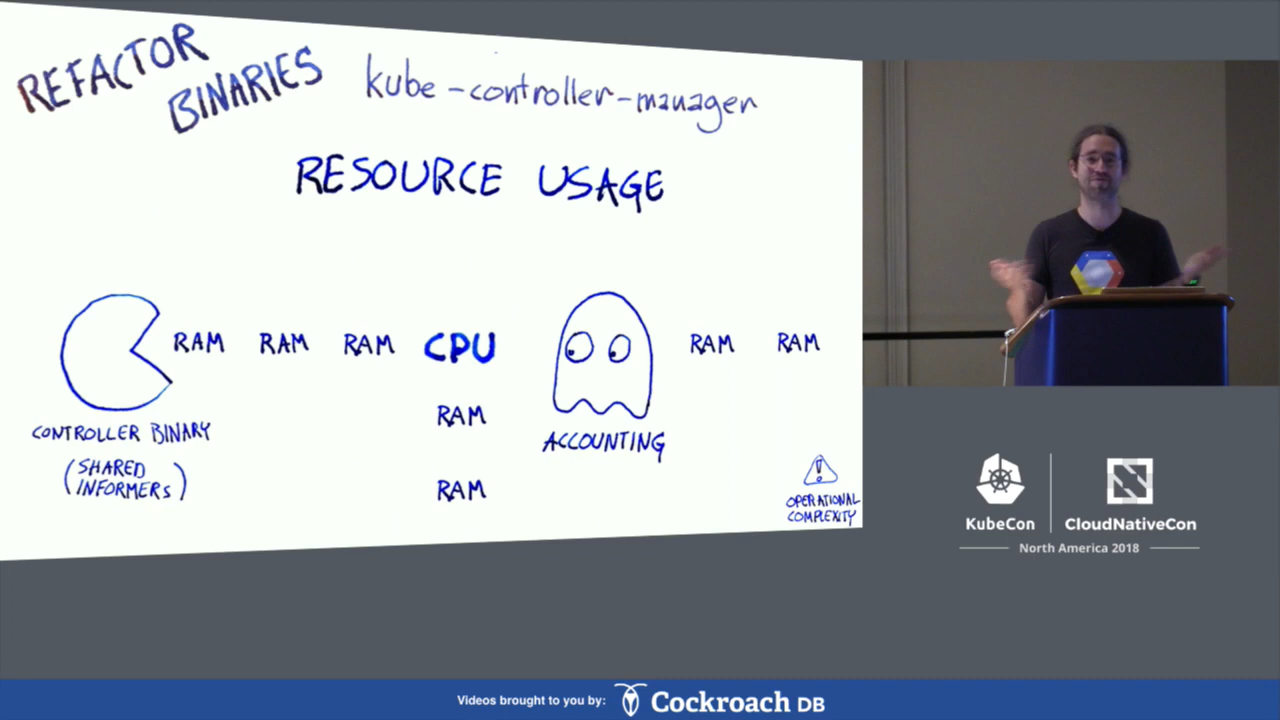 REFACTOR
BINARIES
kube-controller-manager
RESOURCE USAGE
RAM RAM RAM CPU RAM RAM
RAM
RAM
CONTROLLER BINARY
(SHARED
INFORMERS)
ACCOUNTING
!
OPERATIONAL
COMPLEXITY
KubeCon
CloudNativeCon
North America 2018
Videos brought to you by: Cockroach DB